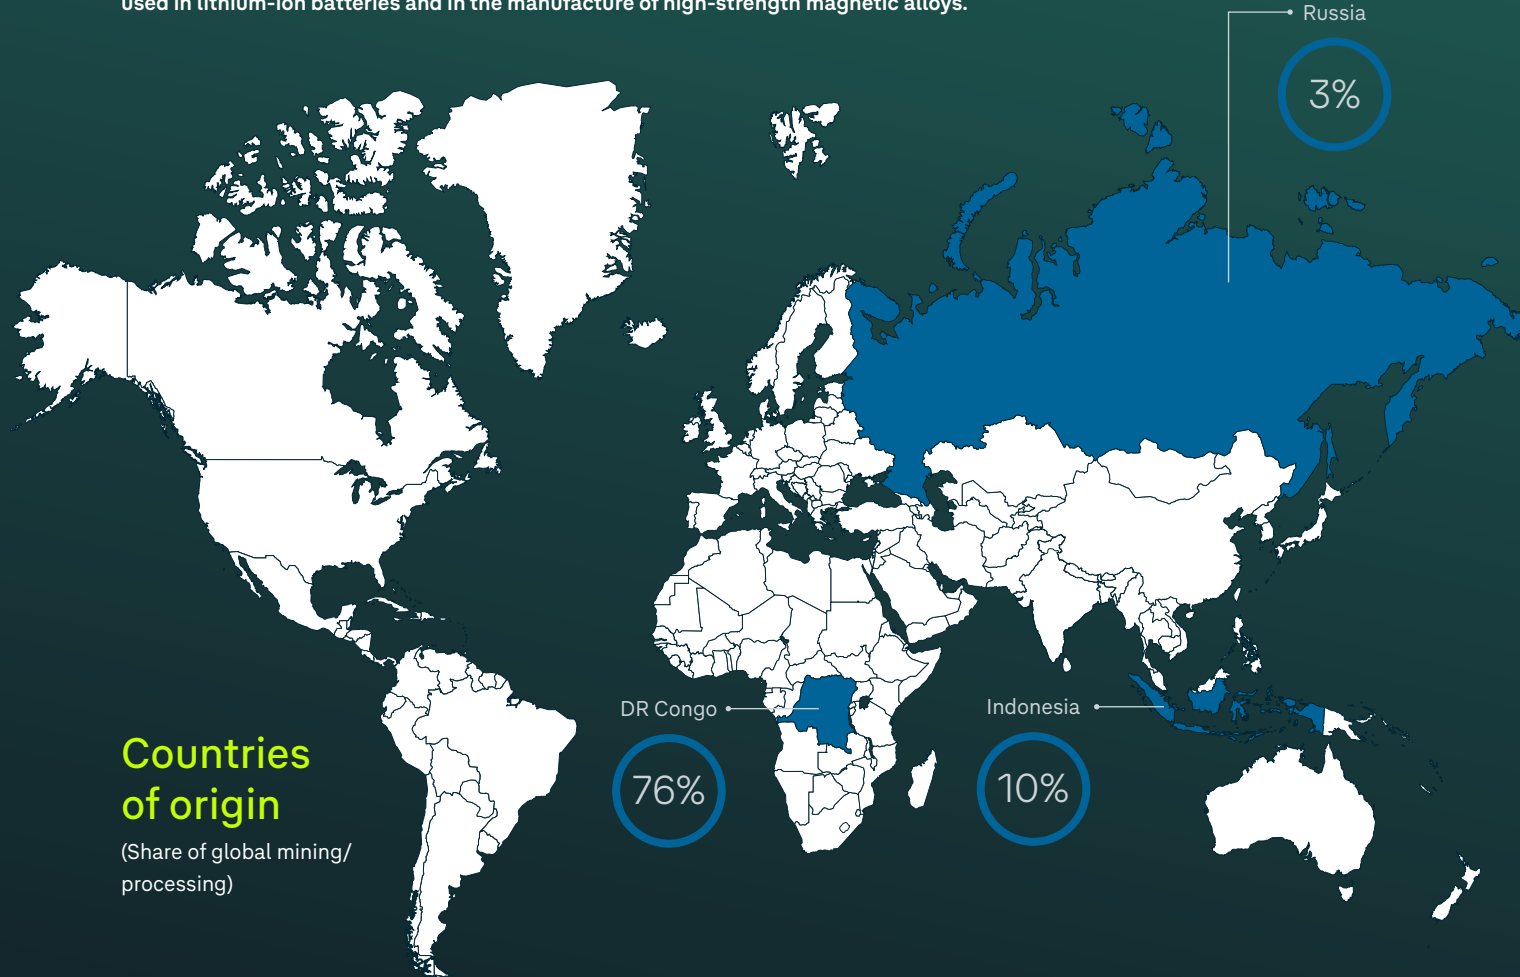 used in lithium-ion batteries and in the manufacture of high-strength magnetic alloys.
Russia
3%
DR Congo
76%
Indonesia
10%
Countries
of origin
(Share of global mining/
processing)